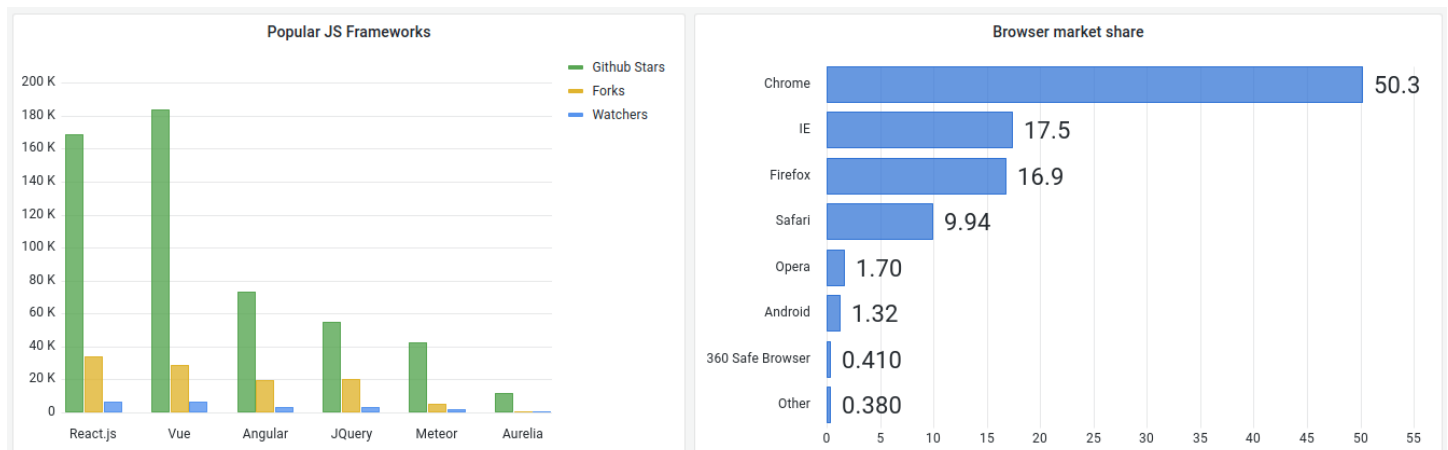 Popular JS Frameworks
Github Stars
Forks
Watchers
200 K
180 K
160 K
140 K
120 K
100 K
80 K
60 K
40 K
20 K
0
React.js Vue Angular JQuery Meteor Aurelia
Browser market share
Chrome 50.3
IE 17.5
Firefox 16.9
Safari 9.94
Opera 1.70
Android 1.32
360 Safe Browser 0.410
Other 0.380
0 5 10 15 20 25 30 35 40 45 50 55